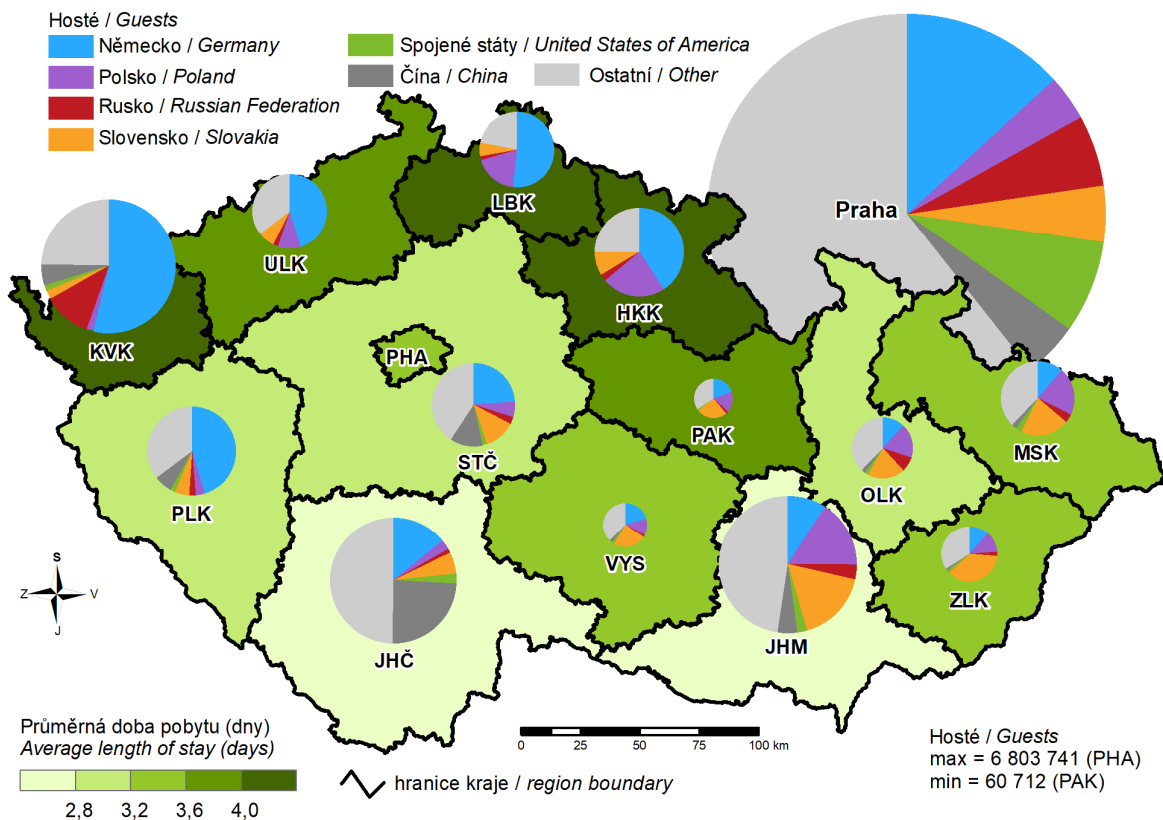 Hosté / Guests
Německo / Germany
Polsko / Poland
Rusko / Russian Federation
Slovensko / Slovakia
Spojené státy / United States of America
Čína / China
Ostatní / Other
Praha
LBK
ULK
HKK
KVK
PHA
PAK
STČ
MSK
OLK
PLK
VYS
ZLK
JHČ
JHM
S
Z
V
J
Průměrná doba pobytu (dny)
Average length of stay (days)
2,8
3,2
3,6
4,0
hranice kraje / region boundary
0
25
50
75
100 km
Hosté / Guests
max = 6 803 741 (PHA)
min = 60 712 (PAK)